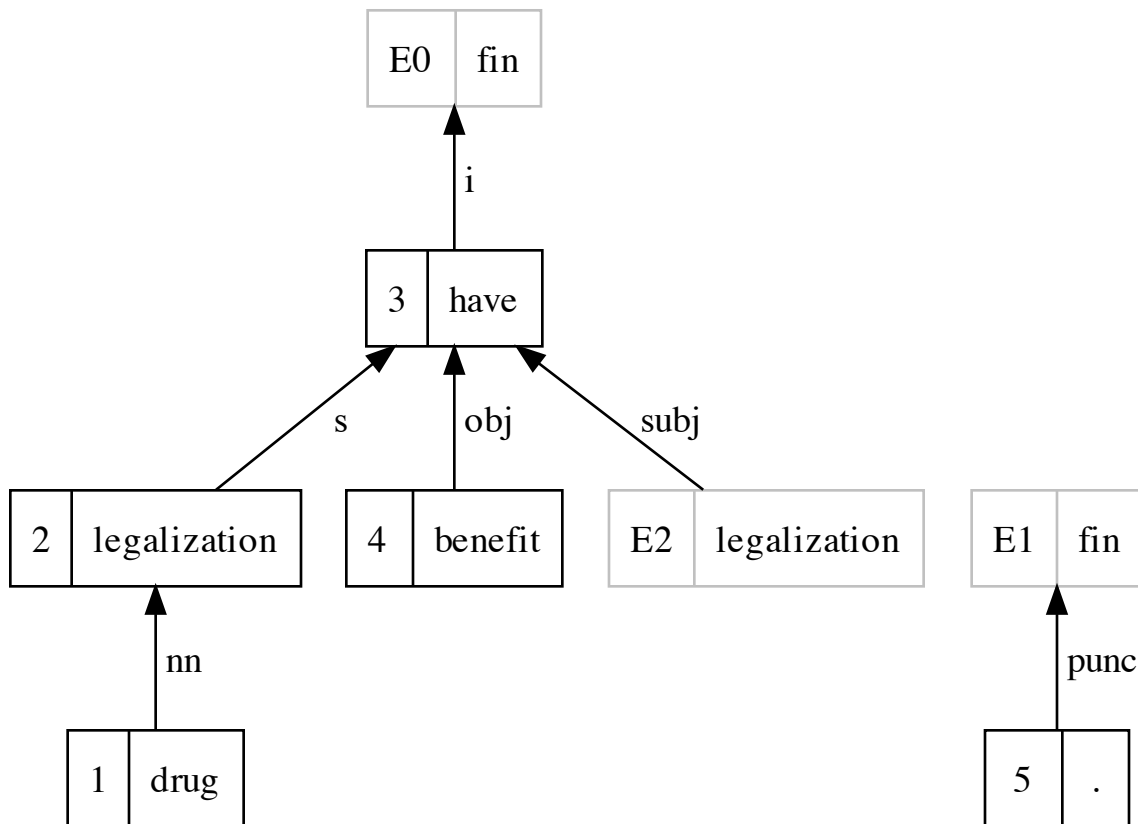 E0 fin
i
3 have
s obj subj
2 legalization 4 benefit E2 legalization E1 fin
nn punc
1 drug 5 .